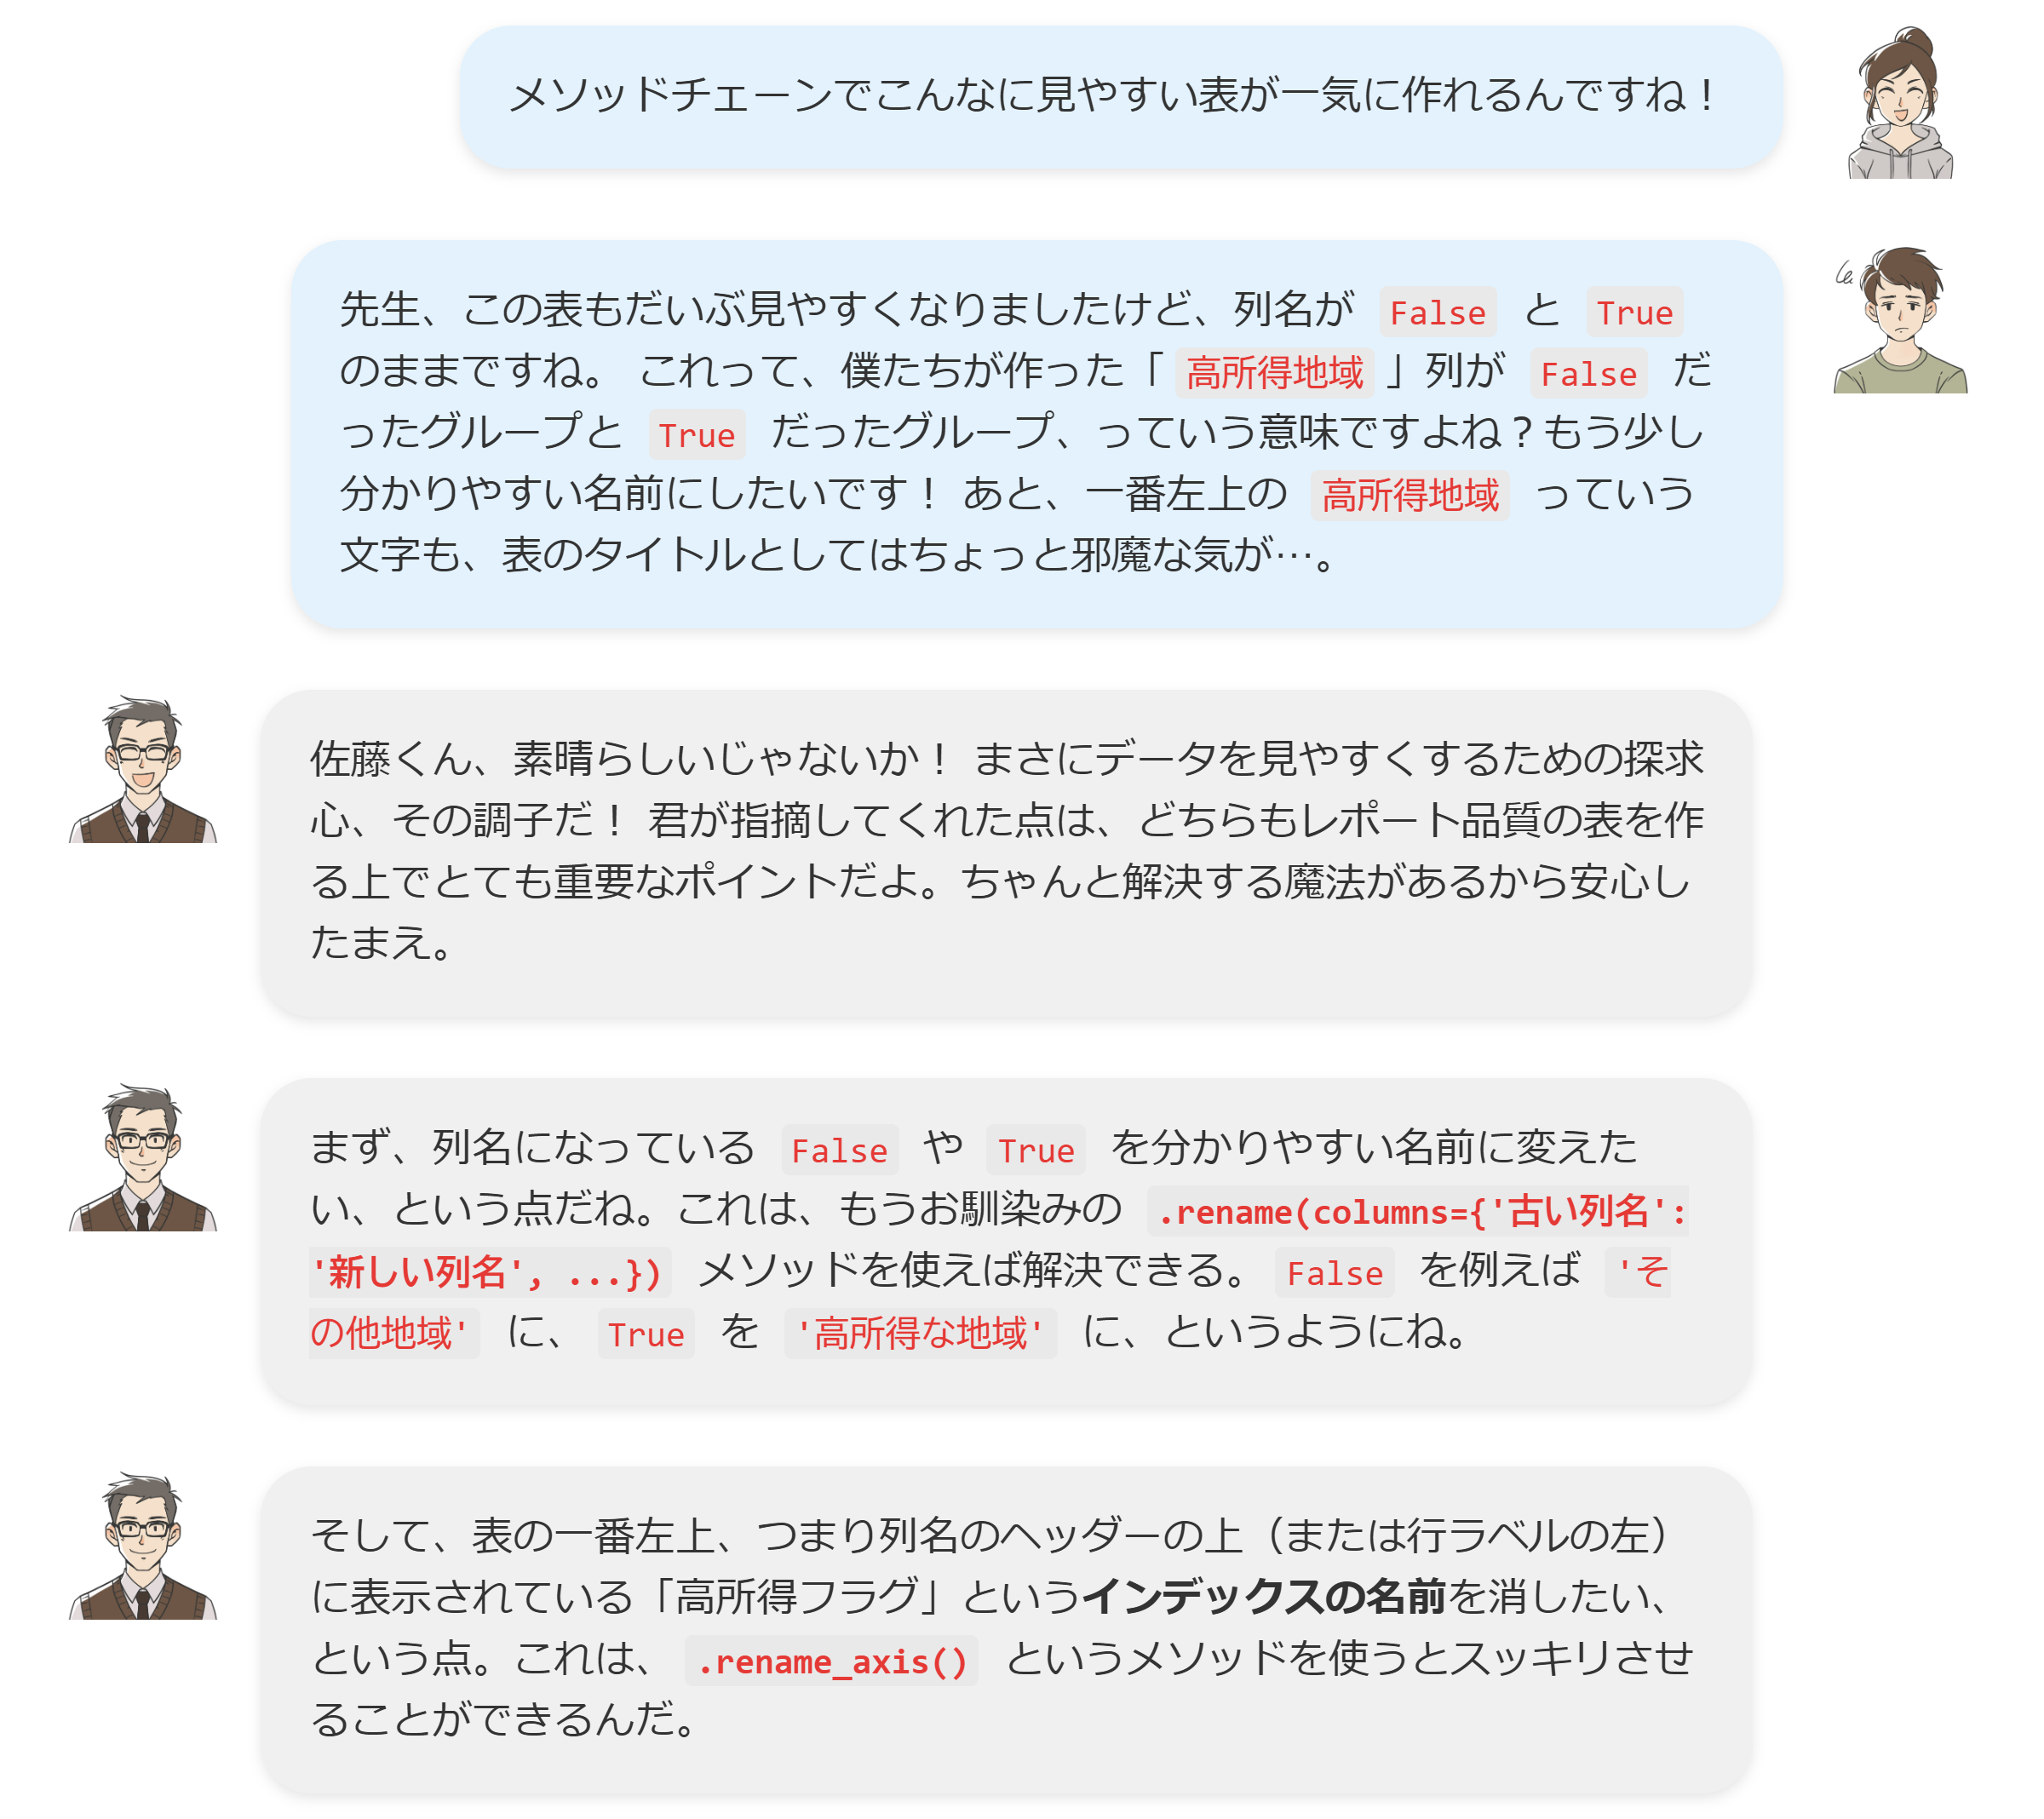 メソッドチェーンでこんなに見やすい表が一気に作れるんですね！
先生、この表もだいぶ見やすくなりましたけど、列名が False と True
のままですね。 これって、僕たちが作った「高所得地域」列が False だ
ったグループと True だったグループ、っていう意味ですよね？もう少し
分かりやすい名前にしたいです！ あと、一番左上の 高所得地域 っていう
文字も、表のタイトルとしてはちょっと邪魔な気が…。
佐藤くん、素晴らしいじゃないか！ まさにデータを見やすくするための探求
心、その調子だ！ 君が指摘してくれた点は、どちらもレポート品質の表を作
る上でとても重要なポイントだよ。ちゃんと解決する魔法があるから安心し
たまえ。
まず、列名になっている False や True を分かりやすい名前に変えた
い、という点だね。これは、もうお馴染みの .rename(columns={'古い列名':
'新しい列名', ...}) メソッドを使えば解決できる。 False を例えば 'そ
の他地域' に、 True を '高所得な地域' に、というようにね。
そして、表の一番左上、つまり列名のヘッダーの上（または行ラベルの左）
に表示されている「高所得フラグ」というインデックスの名前を消したい、
という点。これは、 .rename_axis() というメソッドを使うとスッキリさせ
ることができるんだ。